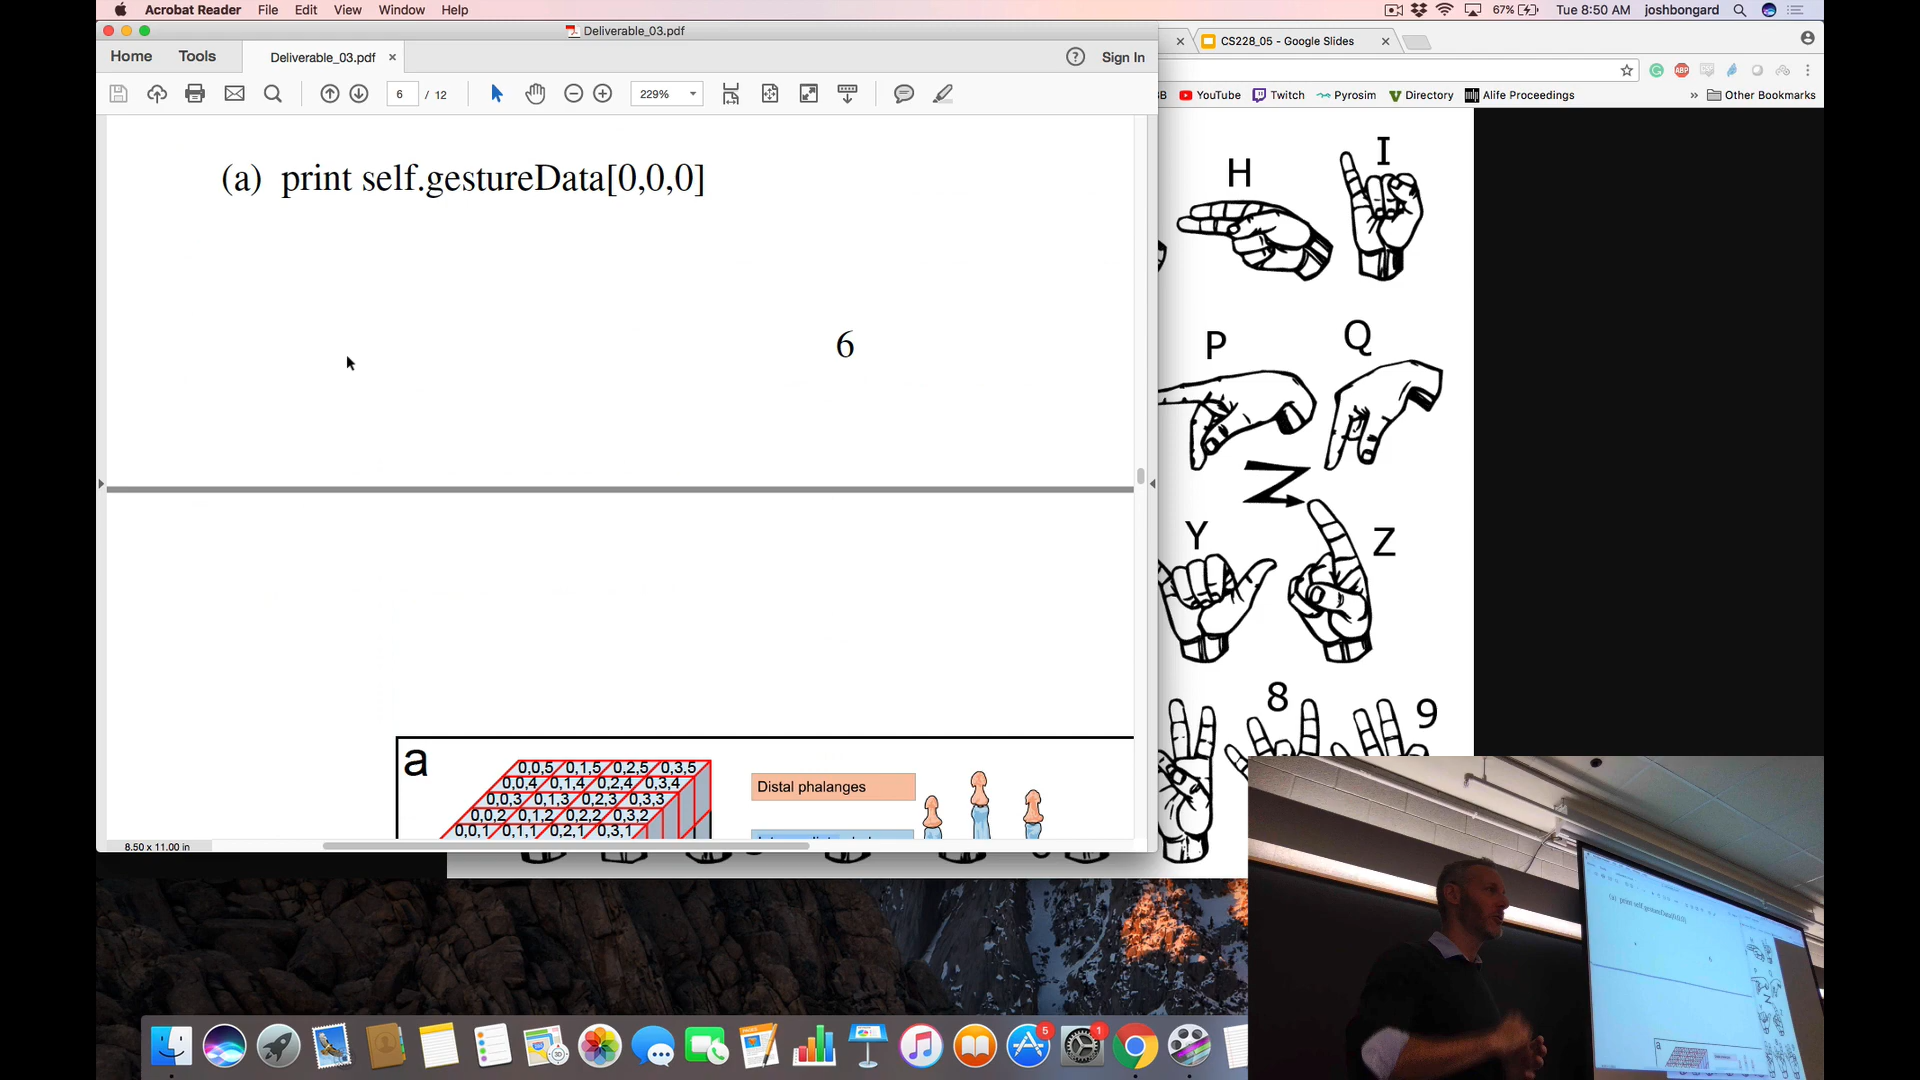 Acrobat Reader File Edit View Window Help
67% Tue 8:50 AM joshbongard
Deliverable_03.pdf
Home Tools Deliverable_03.pdf × ? Sign In
CS228_05 - Google Slides
6 / 12 229%
ABP
YouTube Twitch Pyrosim Directory Alife Proceedings » Other Bookmarks
(a) print self.gestureData[0,0,0]
6
H I
P Q
Y Z
8 9
a
0,0,5 0,1,5 0,2,5 0,3,5
0,0,4 0,1,4 0,2,4 0,3,4
0,0,3 0,1,3 0,2,3 0,3,3
0,0,2 0,1,2 0,2,2 0,3,2
0,0,1 0,1,1 0,2,1 0,3,1
Distal phalanges
8.50 x 11.00 in
5 1